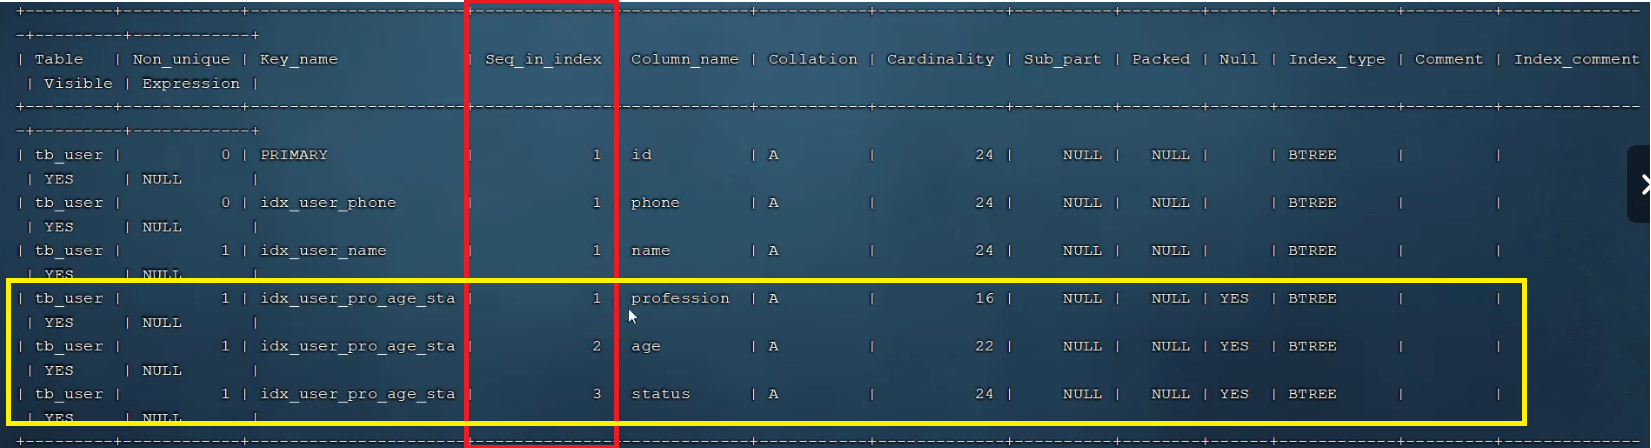 +---------+------------+----------------------+--------------+-------------+-----------+-------------+----------+--------+------+------------+---------+--------------
-+---------+------------+
| Table | Non_unique | Key_name | Seq_in_index | Column_name | Collation | Cardinality | Sub_part | Packed | Null | Index_type | Comment | Index_comment
| Visible | Expression |
+---------+------------+----------------------+--------------+-------------+-----------+-------------+----------+--------+------+------------+---------+--------------
-+---------+------------+
| tb_user | 0 | PRIMARY | 1 | id | A | 24 | NULL | NULL | | BTREE | |
| YES | NULL |
| tb_user | 0 | idx_user_phone | 1 | phone | A | 24 | NULL | NULL | | BTREE | |
| YES | NULL |
| tb_user | 1 | idx_user_name | 1 | name | A | 24 | NULL | NULL | | BTREE | |
| YES | NULL |
| tb_user | 1 | idx_user_pro_age_sta | 1 | profession | A | 16 | NULL | NULL | YES | BTREE | |
| YES | NULL |
| tb_user | 1 | idx_user_pro_age_sta | 2 | age | A | 22 | NULL | NULL | YES | BTREE | |
| YES | NULL |
| tb_user | 1 | idx_user_pro_age_sta | 3 | status | A | 24 | NULL | NULL | YES | BTREE | |
| YES | NULL |
+---------+------------+----------------------+--------------+-------------+-----------+-------------+----------+--------+------+------------+---------+--------------